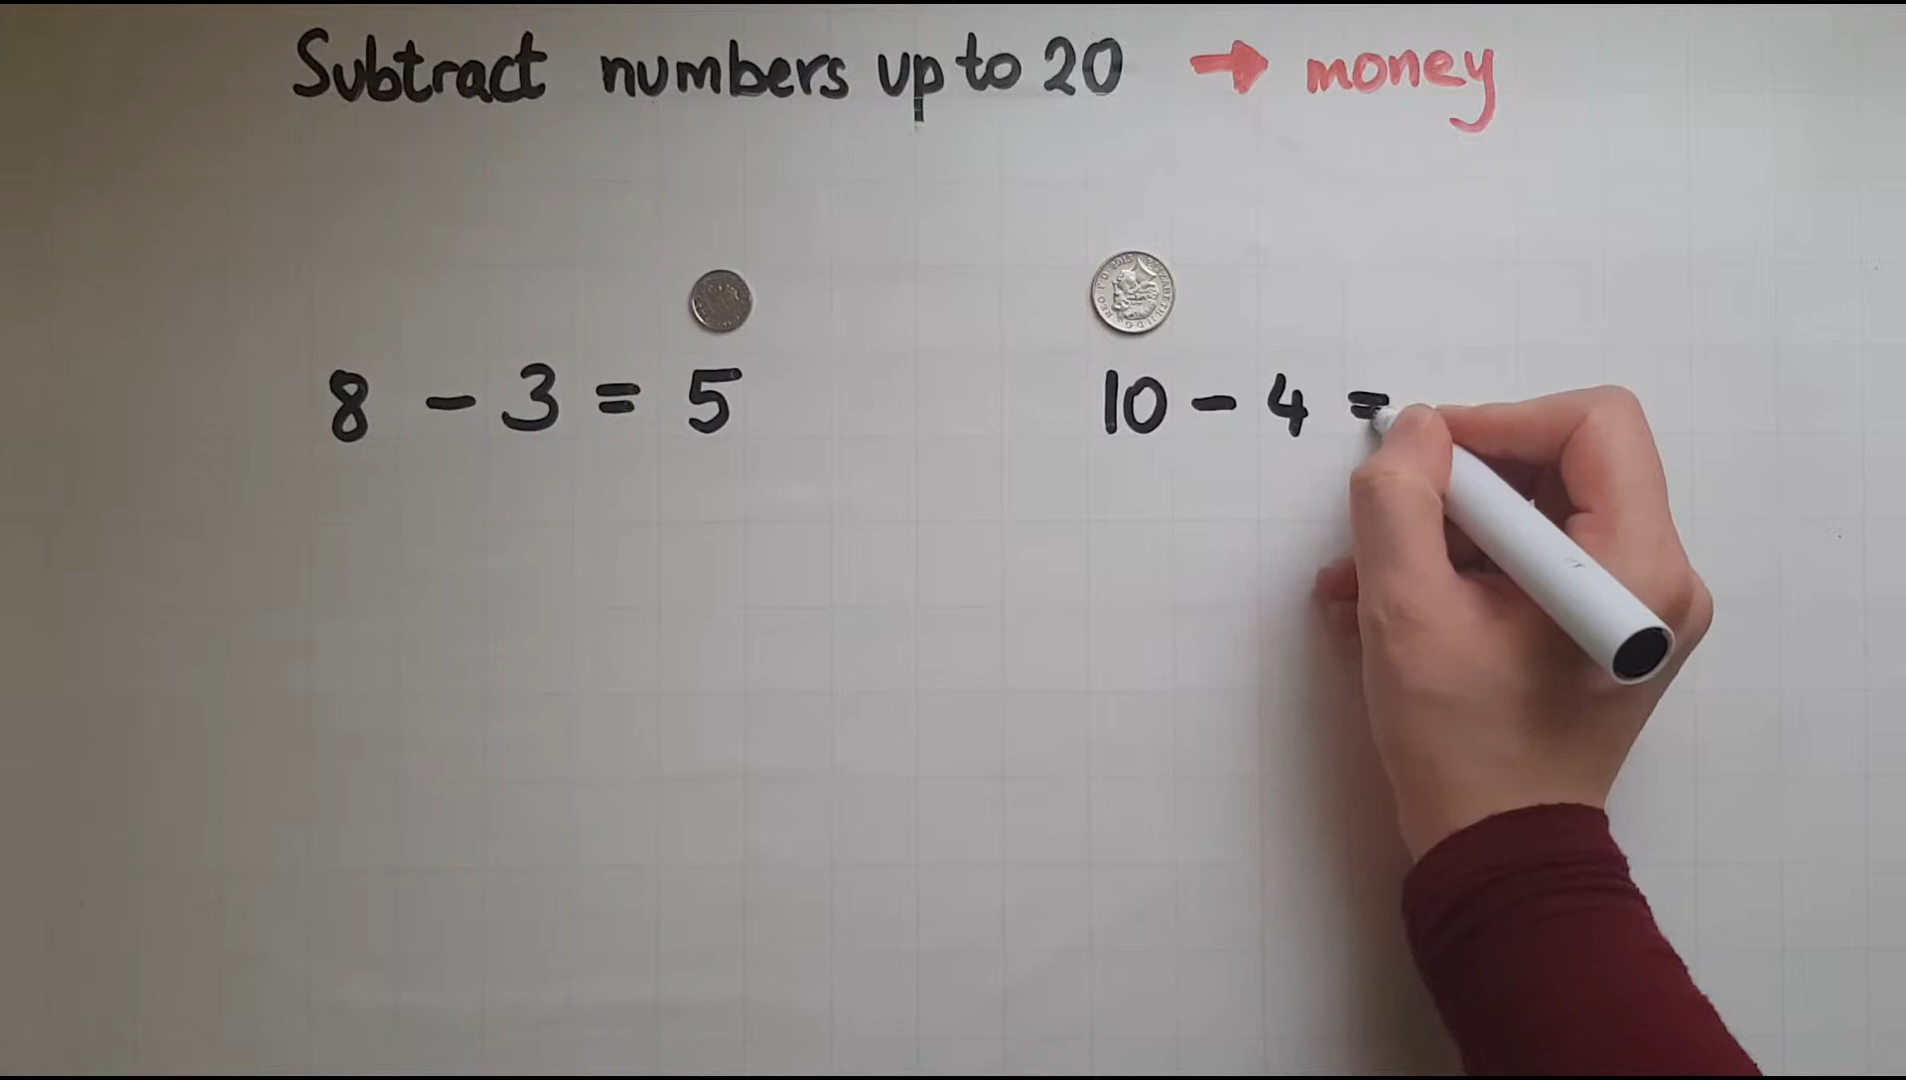 Subtract numbers up to 20 → money
8 - 3 = 5
10 - 4 =